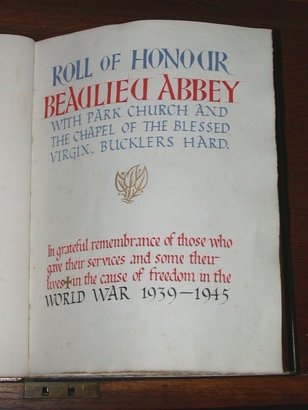 ROLL OF HONOUR
BEAULIEU ABBEY
WITH PARK CHURCH AND
THE CHAPEL OF THE BLESSED
VIRGIN. BUCKLERS HARD.
In grateful remembrance of those who
gave their services and some their
lives✠in the cause of freedom in the
WORLD WAR 1939–1945